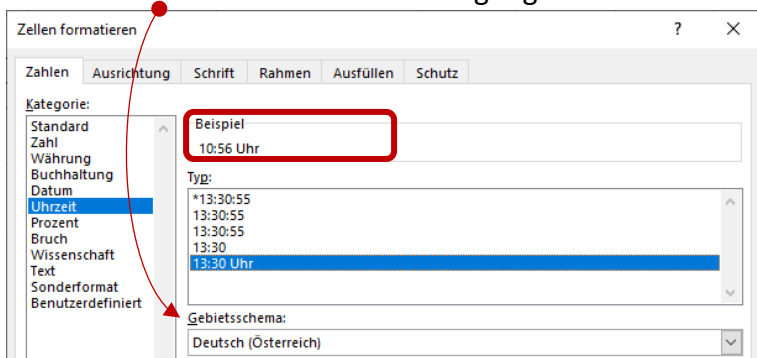 Zellen formatieren ? ×
Zahlen Ausrichtung Schrift Rahmen Ausfüllen Schutz
Kategorie:
Standard
Zahl
Währung
Buchhaltung
Datum
Uhrzeit
Prozent
Bruch
Wissenschaft
Text
Sonderformat
Benutzerdefiniert
Beispiel
10:56 Uhr
Typ:
*13:30:55
13:30:55
13:30:55
13:30
13:30 Uhr
Gebietsschema:
Deutsch (Österreich)